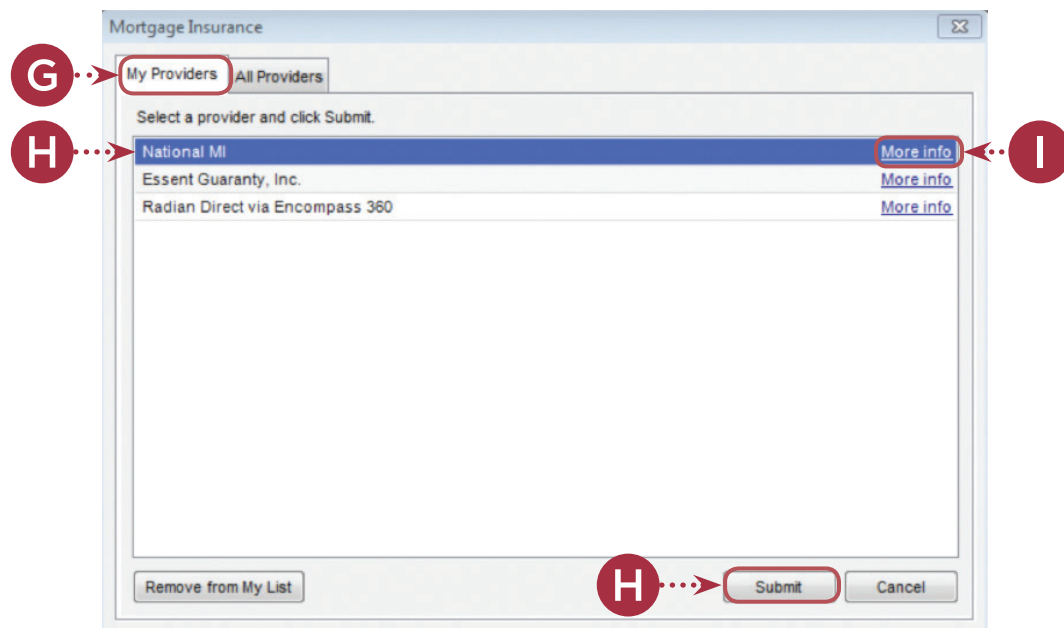 Mortgage Insurance
G
My Providers All Providers
Select a provider and click Submit.
H National MI More info I
Essent Guaranty, Inc. More info
Radian Direct via Encompass 360 More info
Remove from My List H Submit Cancel